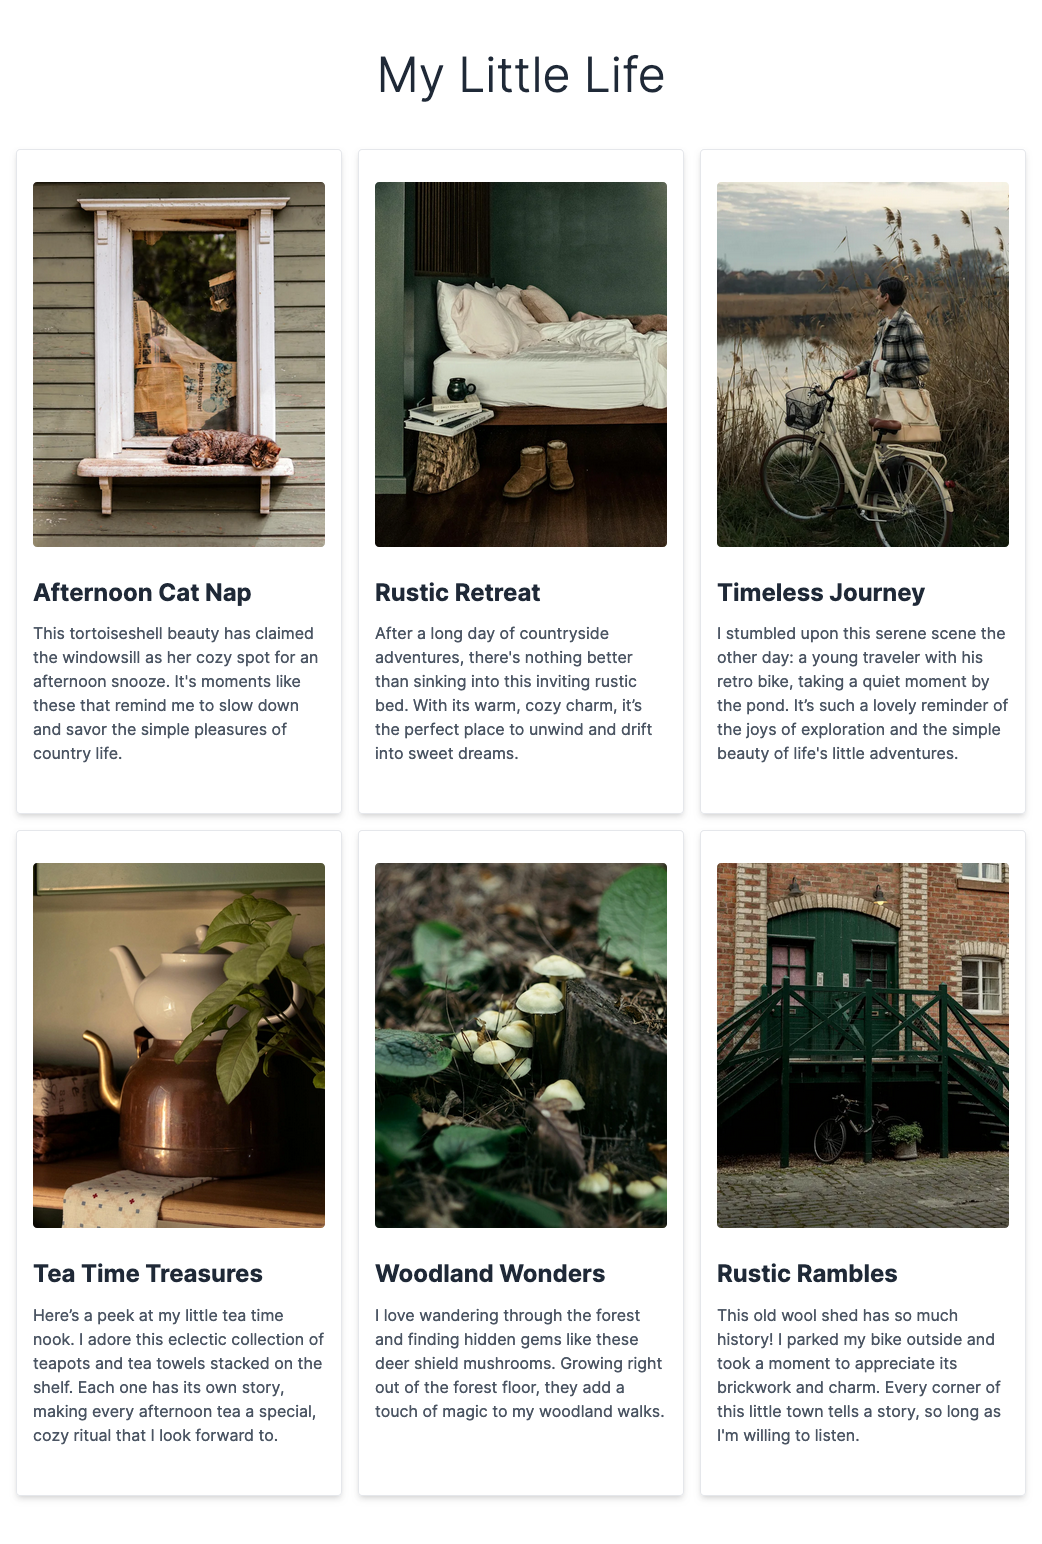 My Little Life
Afternoon Cat Nap
This tortoiseshell beauty has claimed
the windowsill as her cozy spot for an
afternoon snooze. It's moments like
these that remind me to slow down
and savor the simple pleasures of
country life.
Rustic Retreat
After a long day of countryside
adventures, there's nothing better
than sinking into this inviting rustic
bed. With its warm, cozy charm, it’s
the perfect place to unwind and drift
into sweet dreams.
Timeless Journey
I stumbled upon this serene scene the
other day: a young traveler with his
retro bike, taking a quiet moment by
the pond. It’s such a lovely reminder of
the joys of exploration and the simple
beauty of life's little adventures.
Tea Time Treasures
Here’s a peek at my little tea time
nook. I adore this eclectic collection of
teapots and tea towels stacked on the
shelf. Each one has its own story,
making every afternoon tea a special,
cozy ritual that I look forward to.
Woodland Wonders
I love wandering through the forest
and finding hidden gems like these
deer shield mushrooms. Growing right
out of the forest floor, they add a
touch of magic to my woodland walks.
Rustic Rambles
This old wool shed has so much
history! I parked my bike outside and
took a moment to appreciate its
brickwork and charm. Every corner of
this little town tells a story, so long as
I'm willing to listen.